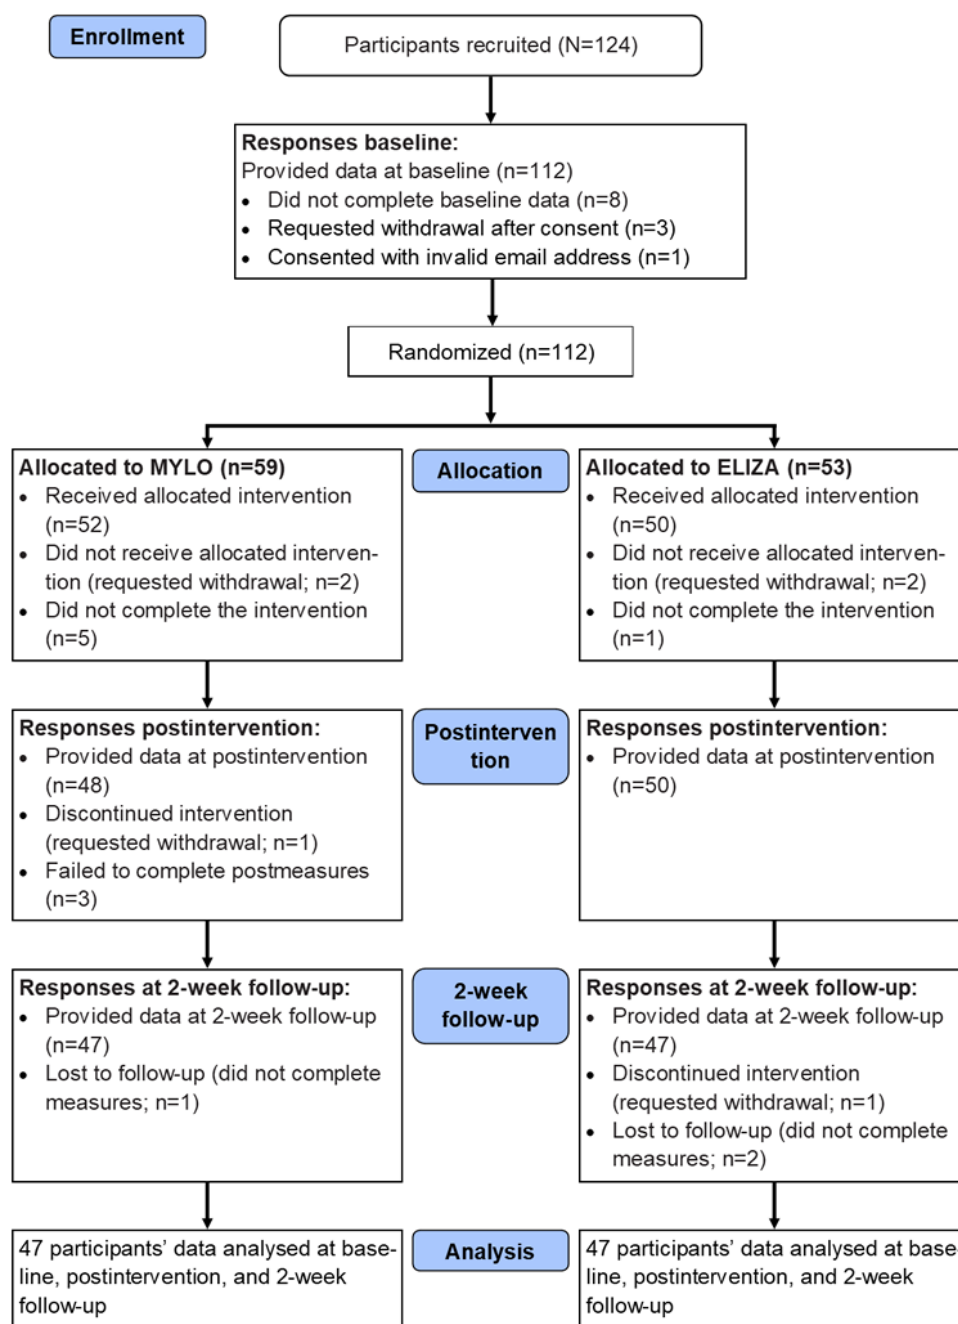 Enrollment
Participants recruited (N=124)
Responses baseline:
Provided data at baseline (n=112)
• Did not complete baseline data (n=8)
• Requested withdrawal after consent (n=3)
• Consented with invalid email address (n=1)
Randomized (n=112)
Allocated to MYLO (n=59)
• Received allocated intervention
(n=52)
• Did not receive allocated interven-
tion (requested withdrawal; n=2)
• Did not complete the intervention
(n=5)
Allocation
Allocated to ELIZA (n=53)
• Received allocated intervention
(n=50)
• Did not receive allocated interven-
tion (requested withdrawal; n=2)
• Did not complete the intervention
(n=1)
Responses postintervention:
• Provided data at postintervention
(n=48)
• Discontinued intervention
(requested withdrawal; n=1)
• Failed to complete postmeasures
(n=3)
Postinterven
tion
Responses postintervention:
• Provided data at postintervention
(n=50)
Responses at 2-week follow-up:
• Provided data at 2-week follow-up
(n=47)
• Lost to follow-up (did not complete
measures; n=1)
2-week
follow-up
Responses at 2-week follow-up:
• Provided data at 2-week follow-up
(n=47)
• Discontinued intervention
(requested withdrawal; n=1)
• Lost to follow-up (did not complete
measures; n=2)
47 participants' data analysed at base-
line, postintervention, and 2-week
follow-up
Analysis
47 participants' data analysed at base-
line, postintervention, and 2-week
follow-up